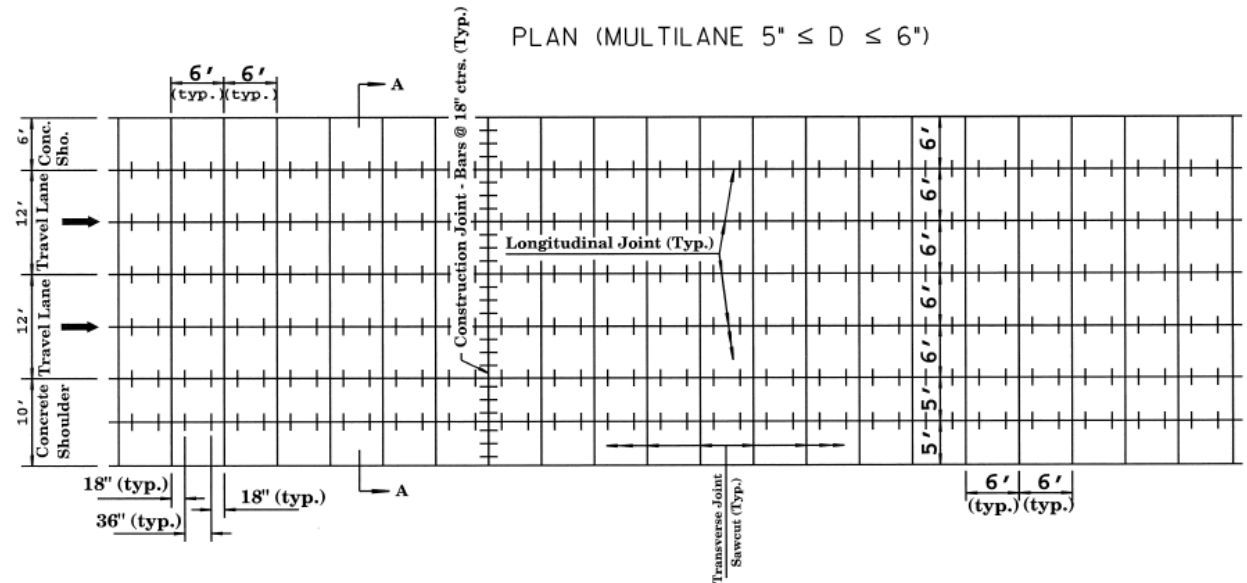 PLAN (MULTILANE 5" ≤ D ≤ 6")
6'
(typ.)
6'
(typ.)
A
6'
Conc.
Sho.
12'
Travel Lane
12'
Travel Lane
10'
Concrete
Shoulder
Construction Joint - Bars @ 18" ctrs. (Typ.)
Longitudinal Joint (Typ.)
6'
6'
6'
6'
6'
5'
5'
18" (typ.)
36" (typ.)
18" (typ.)
A
Transverse Joint
Sawcut (Typ.)
6'
(typ.)
6'
(typ.)